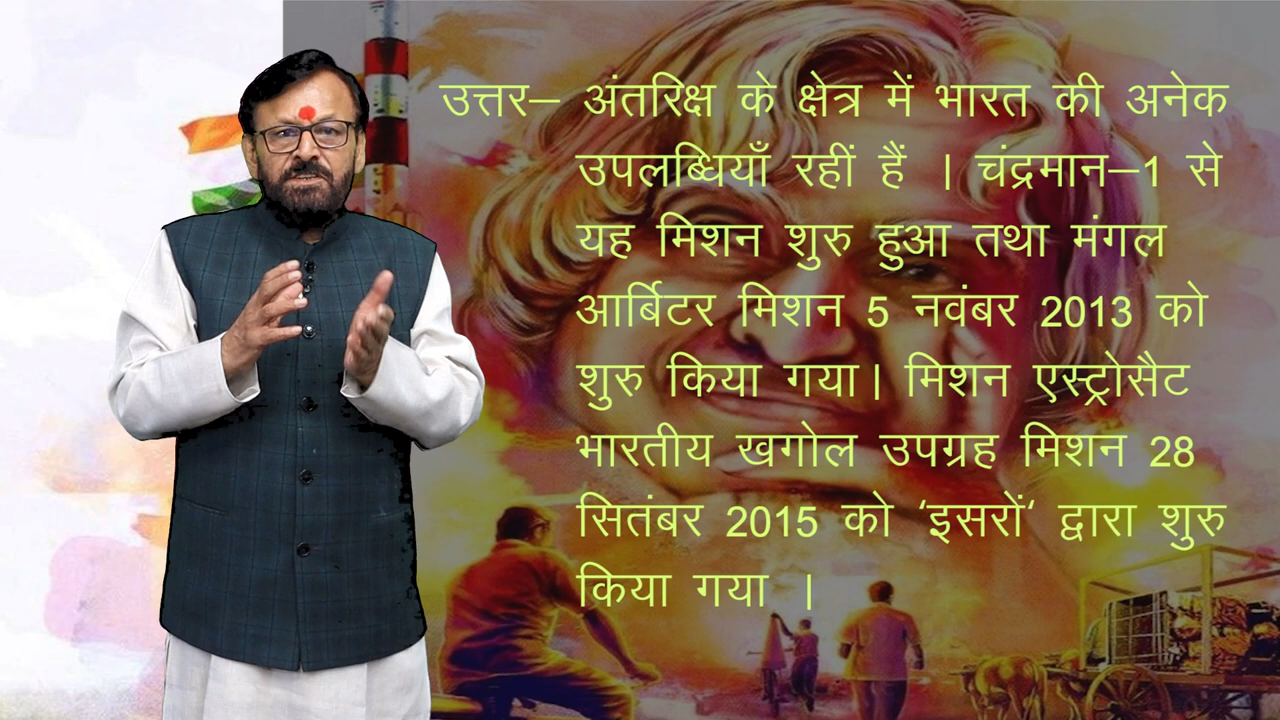 उत्तर– अंतरिक्ष के क्षेत्र में भारत की अनेक
उपलब्धियाँ रहीं हैं । चंद्रमान–1 से
यह मिशन शुरु हुआ तथा मंगल
आर्बिटर मिशन 5 नवंबर 2013 को
शुरु किया गया। मिशन एस्ट्रोसैट
भारतीय खगोल उपग्रह मिशन 28
सितंबर 2015 को ‘इसरों‘ द्वारा शुरु
किया गया ।